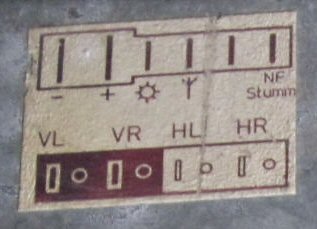 - +
NF
Stumm
VL VR HL HR